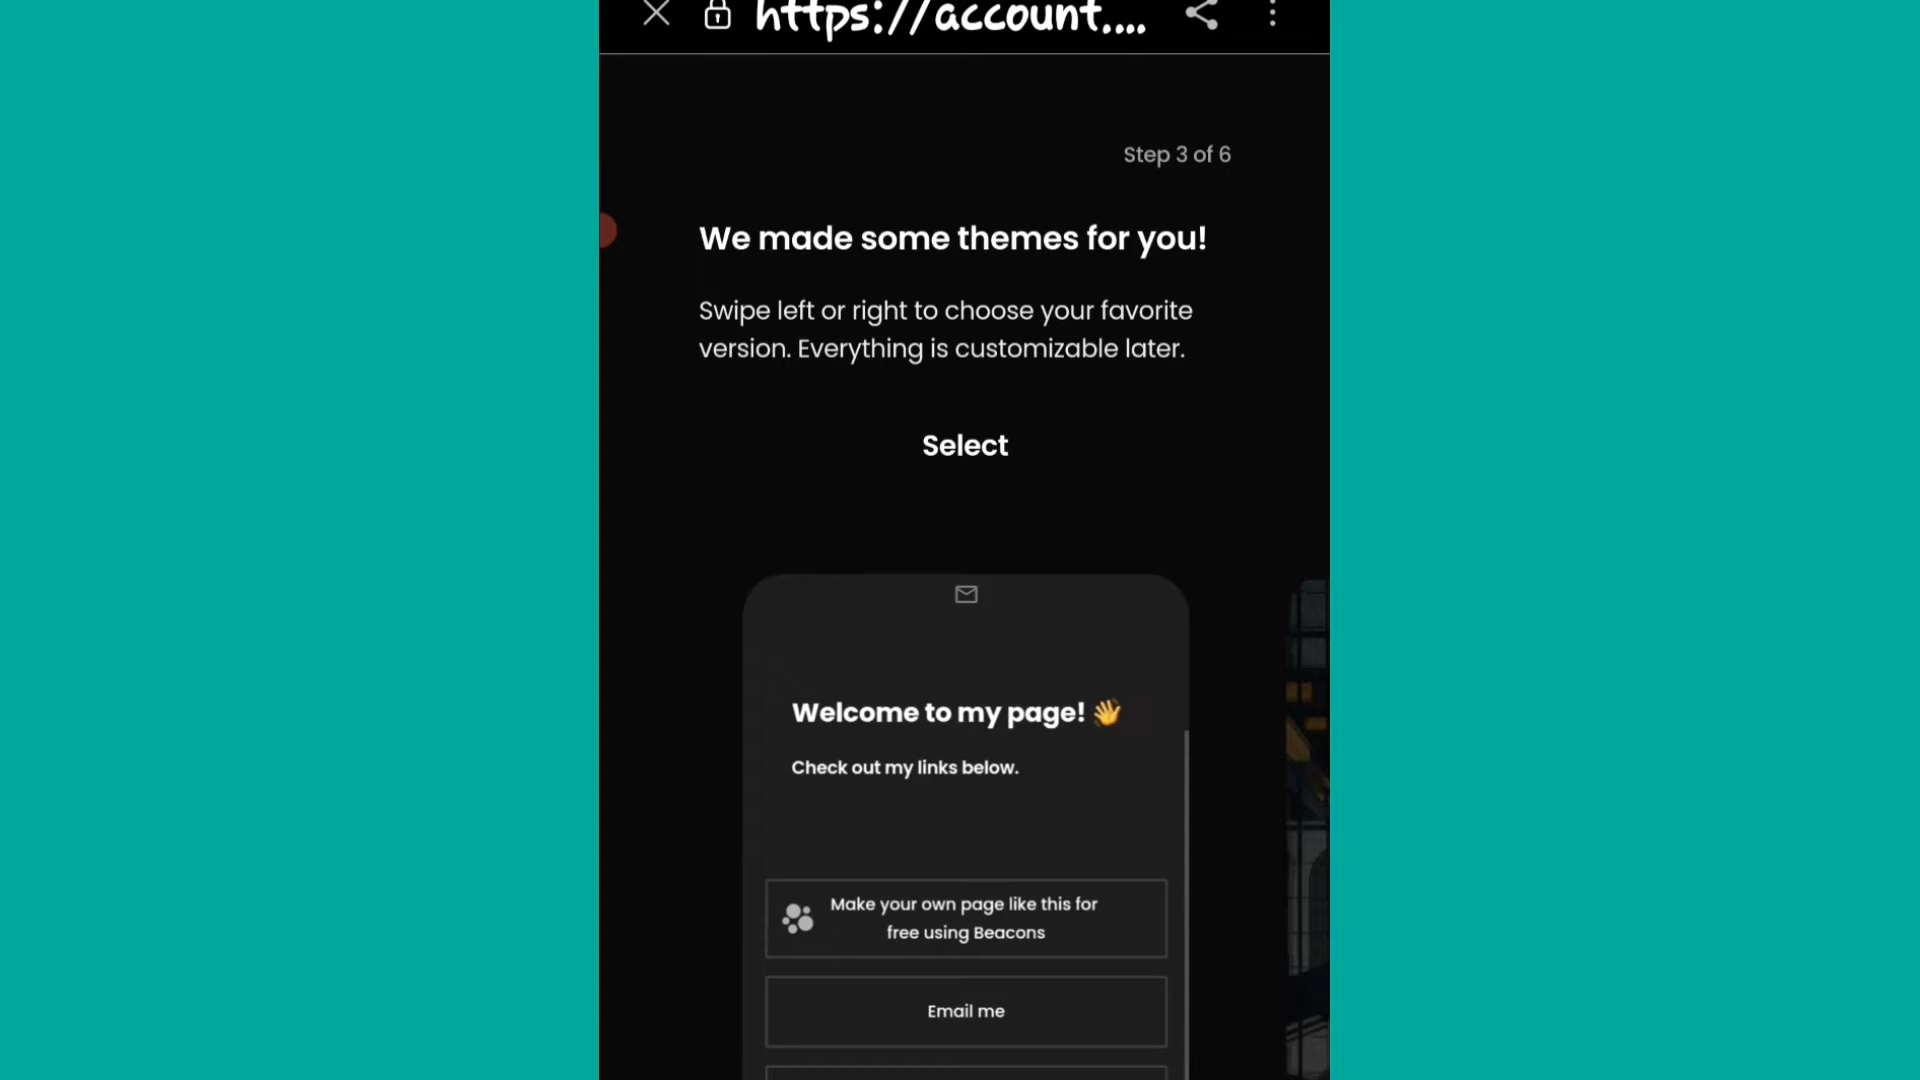 https://account....
Step 3 of 6
We made some themes for you!
Swipe left or right to choose your favorite
version. Everything is customizable later.
Select
Welcome to my page! 👋
Check out my links below.
Make your own page like this for
free using Beacons
Email me